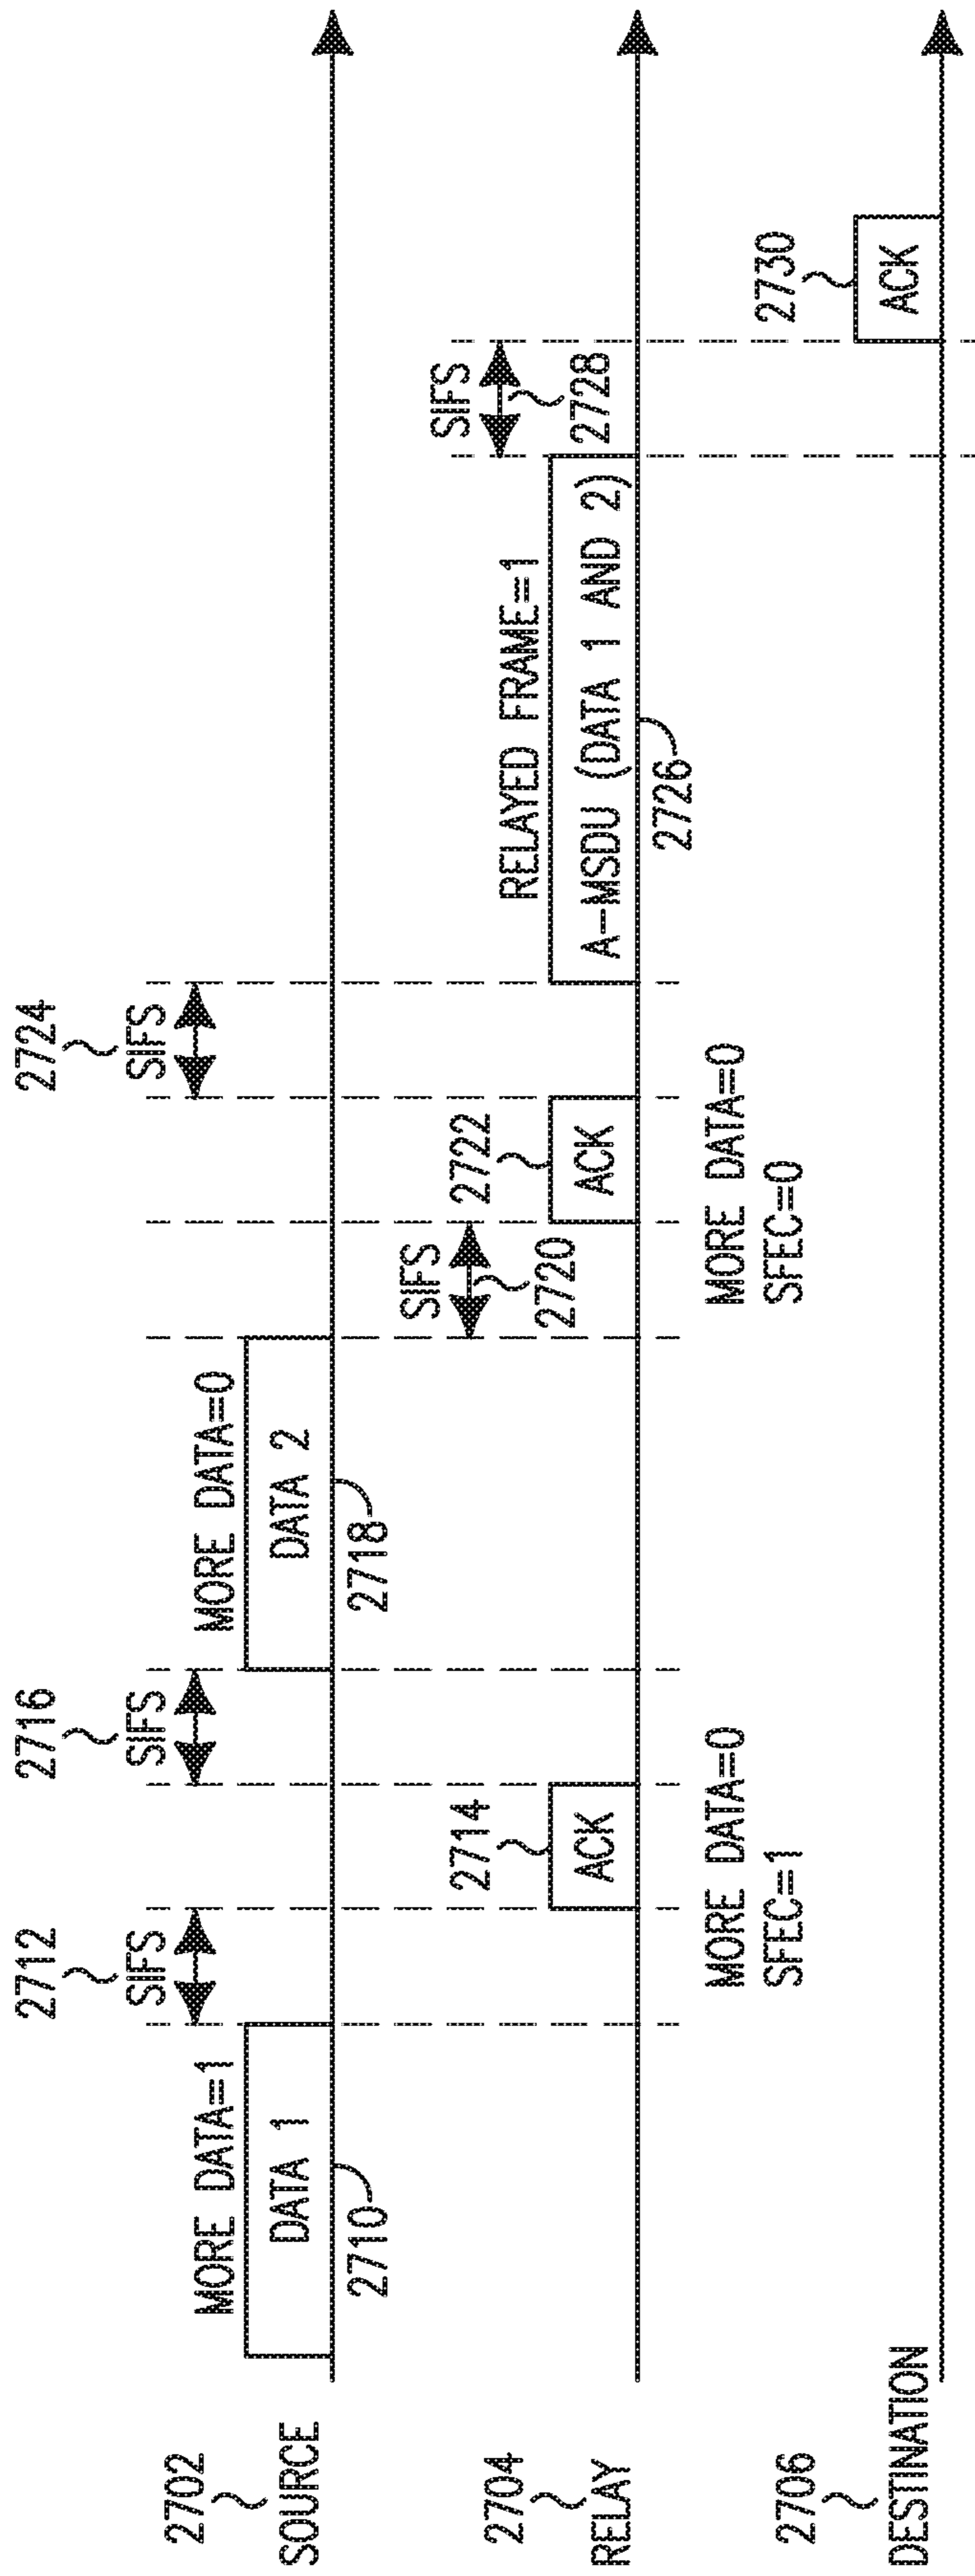 2702
SOURCE
MORE DATA=1
DATA 1
2710
2712
SIFS
2716
SIFS
MORE DATA=0
DATA 2
2718
2724
SIFS
2704
RELAY
2714
ACK
MORE DATA=0
SFEC=1
SIFS
2720
2722
ACK
MORE DATA=0
SFEC=0
RELAYED FRAME=1
A-MSDU (DATA 1 AND 2)
2726
SIFS
2728
2706
DESTINATION
2730
ACK